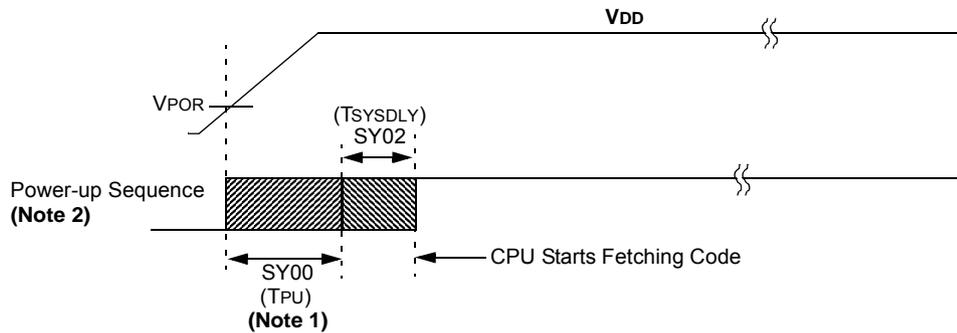 VDD
VPOR
(TSYSDLY)
SY02
Power-up Sequence
(Note 2)
CPU Starts Fetching Code
SY00
(TPU)
(Note 1)